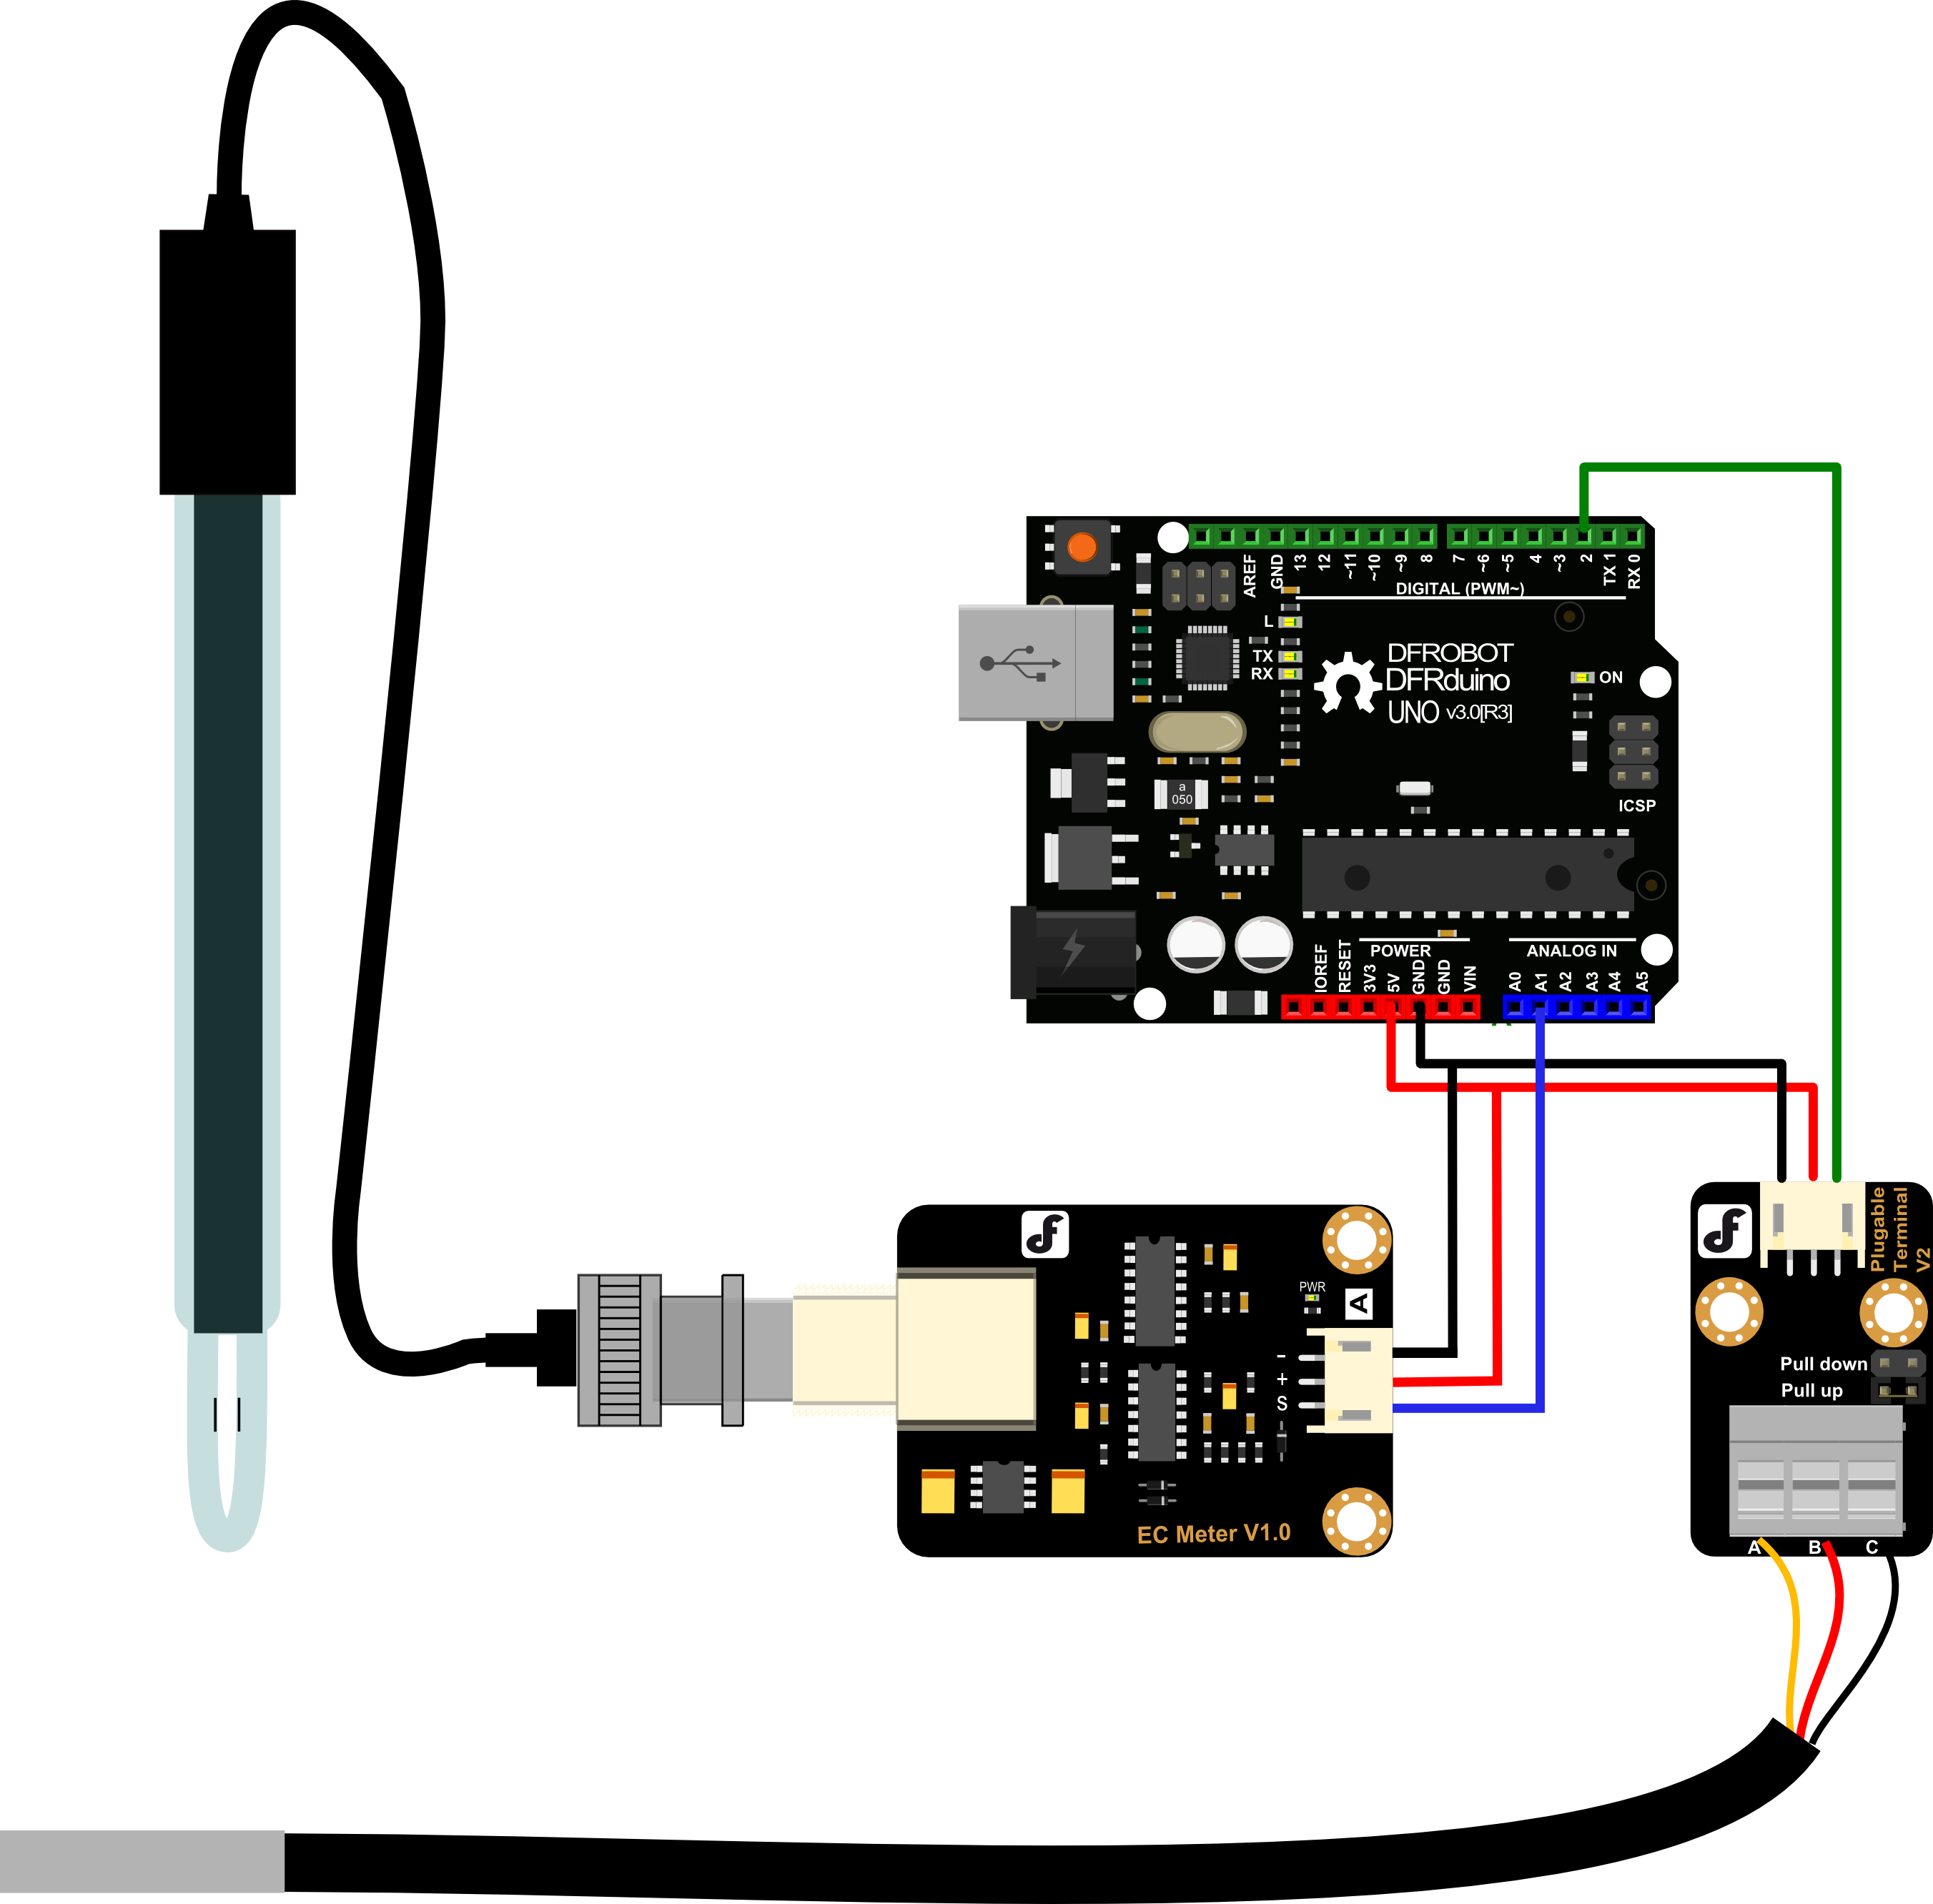 AREF
GND
13
12
~11
~10
~9
8
7
~6
~5
4
~3
2
TX 1
RX 0
DIGITAL (PWM~)
L
TX
RX
DFROBOT
DFRduino
UNO v3.0[R3]
ON
ICSP
a
050
POWER
ANALOG IN
IOREF
RESET
3V3
5V
GND
GND
VIN
A0
A1
A2
A3
A4
A5
df
PWR
A
-
+
S
EC Meter V1.0
df
Plugable
Terminal
V2
Pull down
Pull up
A
B
C